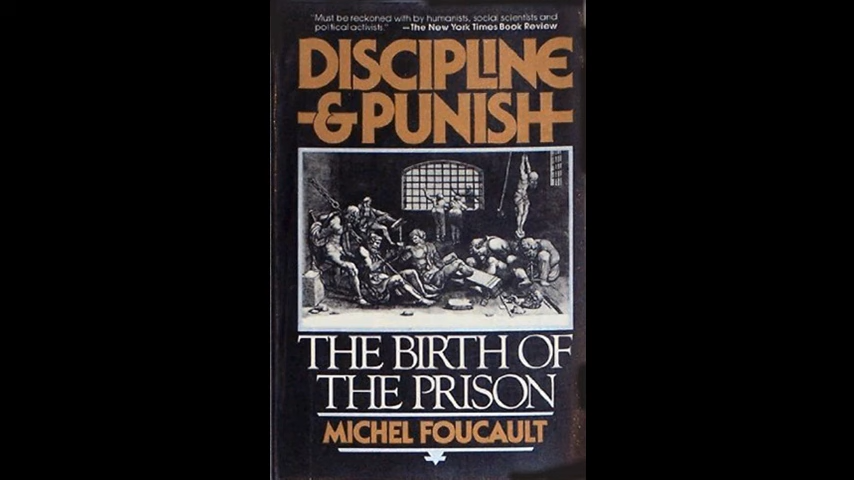 "Must be reckoned with by humanists, social scientists and
political activists." —The New York Times Book Review
DISCIPLINE
& PUNISH
THE BIRTH OF
THE PRISON
MICHEL FOUCAULT